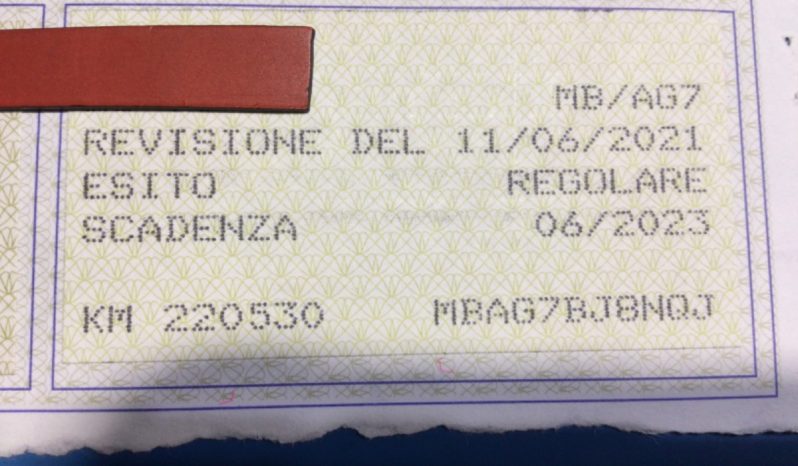 MB/AG7
REVISIONE DEL 11/06/2021
ESITO REGOLARE
SCADENZA 06/2023
KM 220530 MBAG7BJ8NQJ